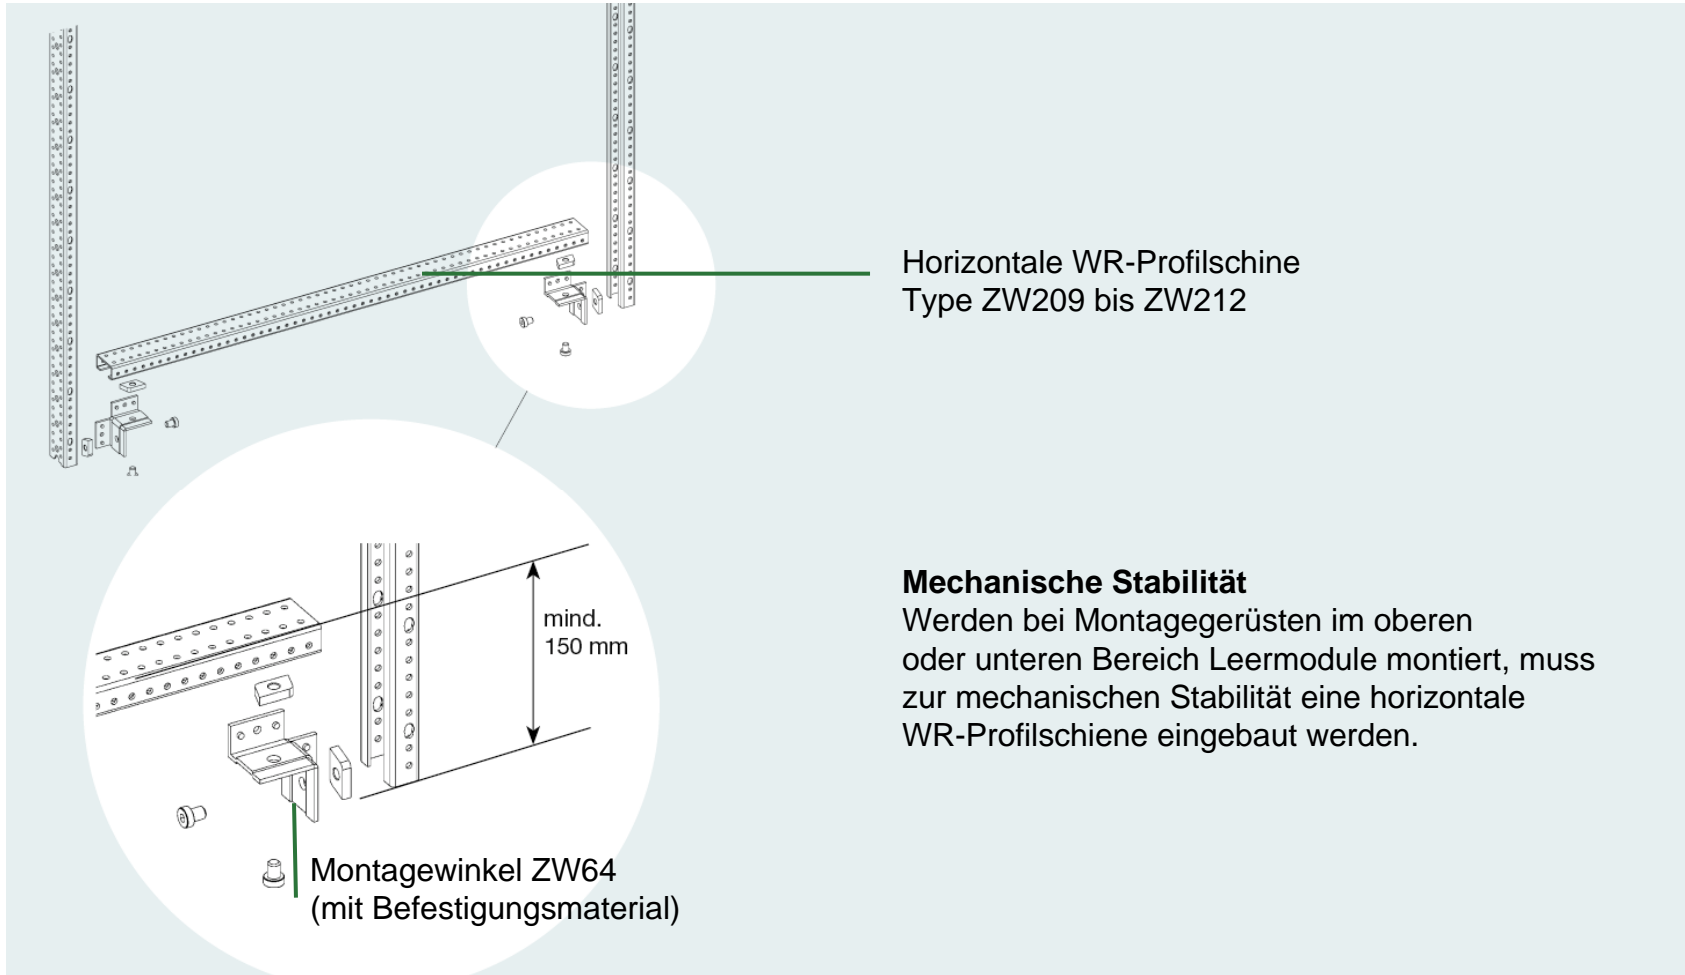 Horizontale WR-Profilschine
Type ZW209 bis ZW212
mind.
150 mm
Mechanische Stabilität
Werden bei Montagegerüsten im oberen
oder unteren Bereich Leermodule montiert, muss
zur mechanischen Stabilität eine horizontale
WR-Profilschiene eingebaut werden.
Montagewinkel ZW64
(mit Befestigungsmaterial)